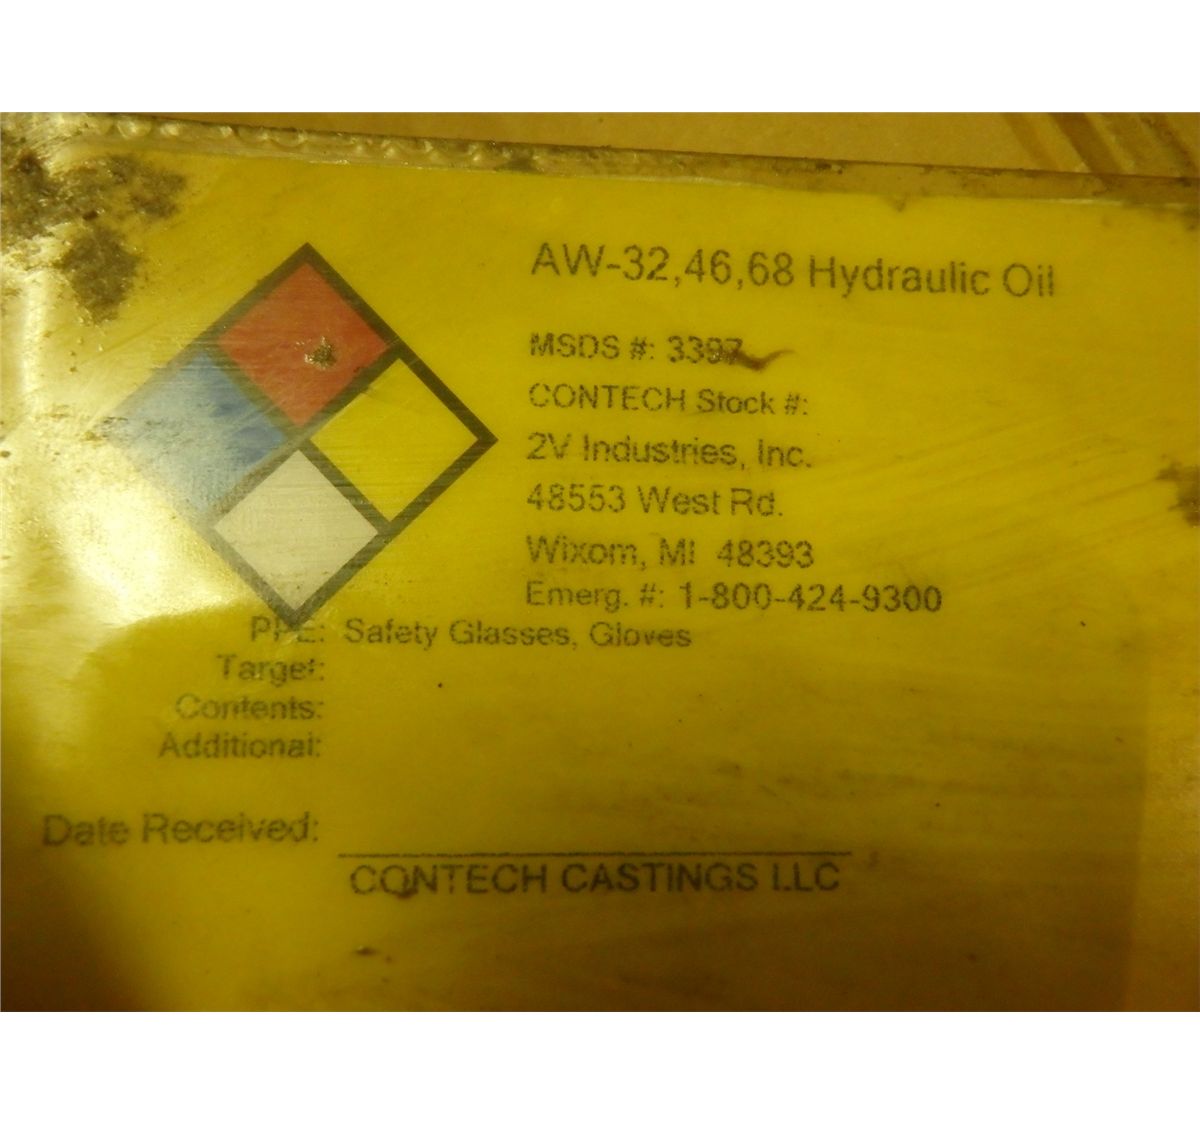 AW-32,46,68 Hydraulic Oil
MSDS #: 3397
CONTECH Stock #:
2V Industries, Inc.
48553 West Rd.
Wixom, MI 48393
Emerg. #: 1-800-424-9300
PPE: Safety Glasses, Gloves
Target:
Contents:
Additional:
Date Received:
CONTECH CASTINGS LLC